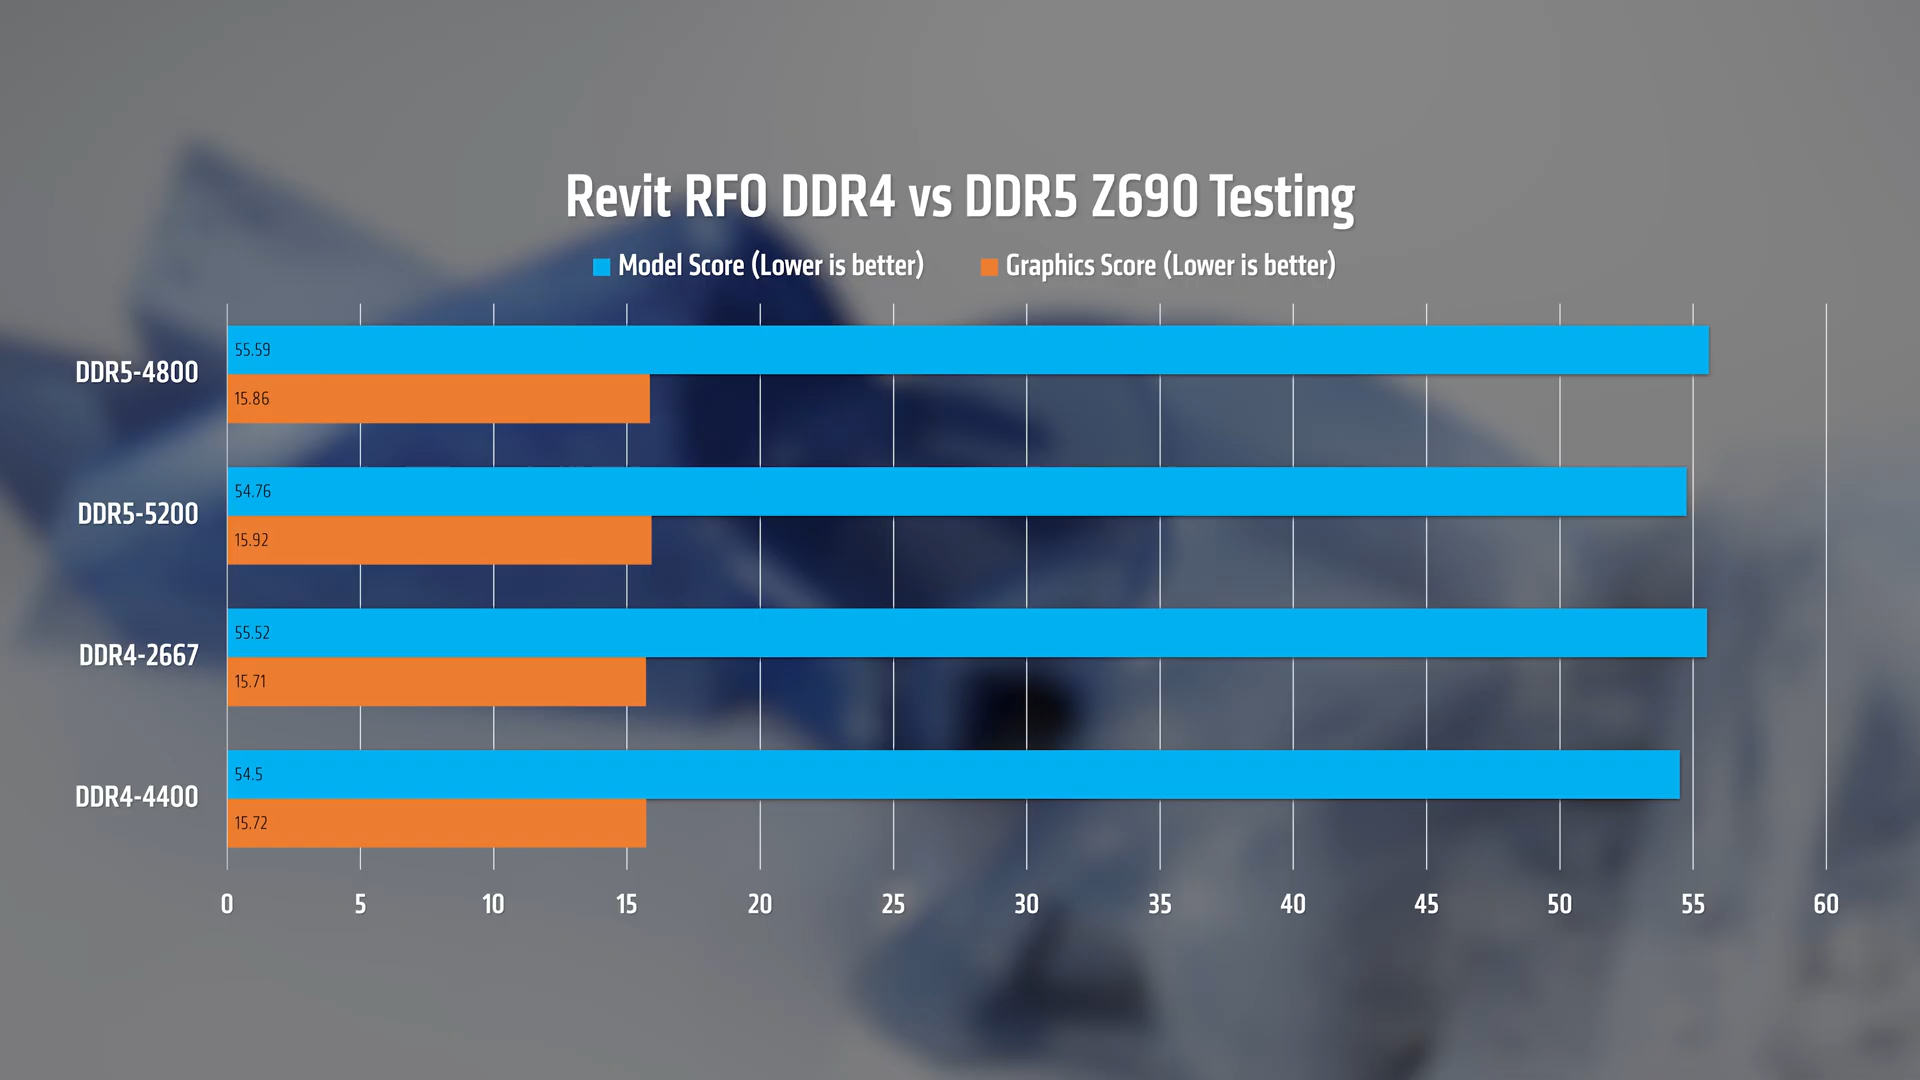 Revit RFO DDR4 vs DDR5 Z690 Testing
Model Score (Lower is better) Graphics Score (Lower is better)
DDR5-4800
55.59
15.86
DDR5-5200
54.76
15.92
DDR4-2667
55.52
15.71
DDR4-4400
54.5
15.72
0 5 10 15 20 25 30 35 40 45 50 55 60